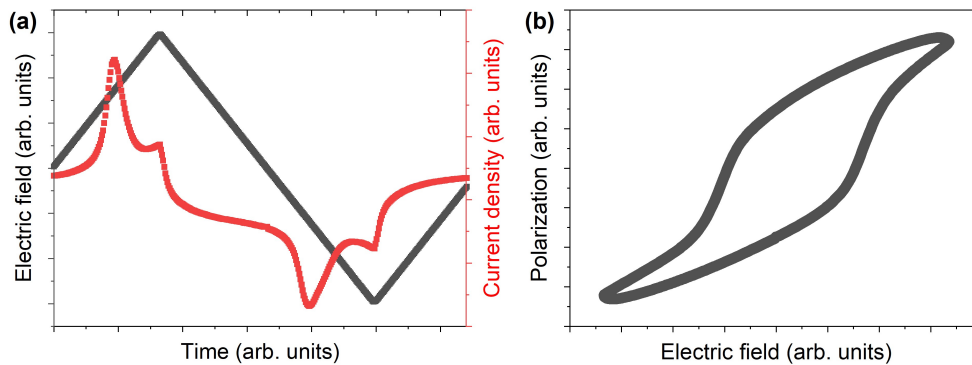 (a)
Electric field (arb. units)
Current density (arb. units)
Time (arb. units)
(b)
Polarization (arb. units)
Electric field (arb. units)